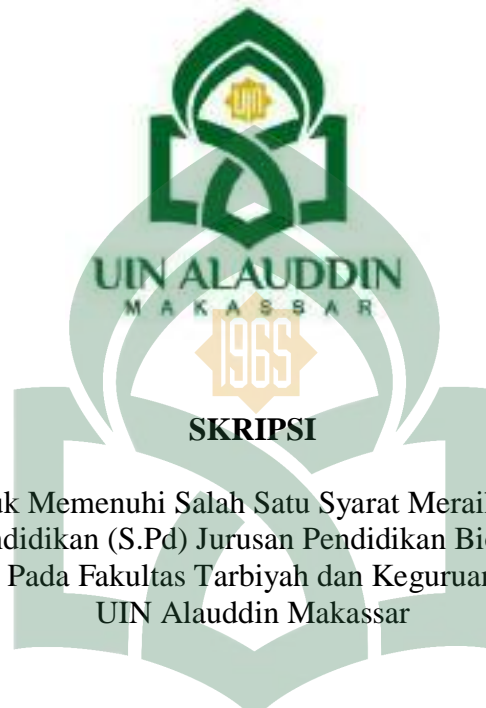 UIN ALAUDDIN
MAKASSAR
1965
SKRIPSI
Memenuhi Salah Satu Syarat
(S.Pd) Jurusan Pendidikan
Pada Fakultas Tarbiyah dan Keguruan
UIN Alauddin Makassar